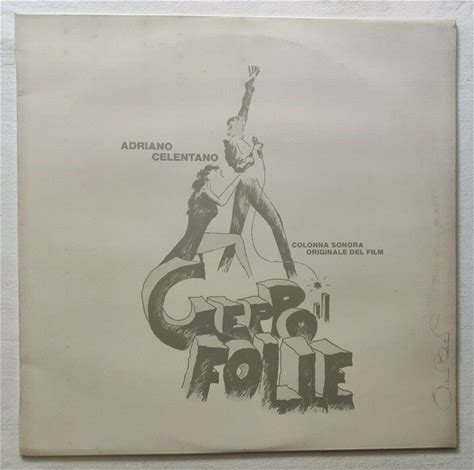 ADRIANO
CELENTANO
COLONNA SONORA
ORIGINALE DEL FILM
GEPPO il
FOLLE